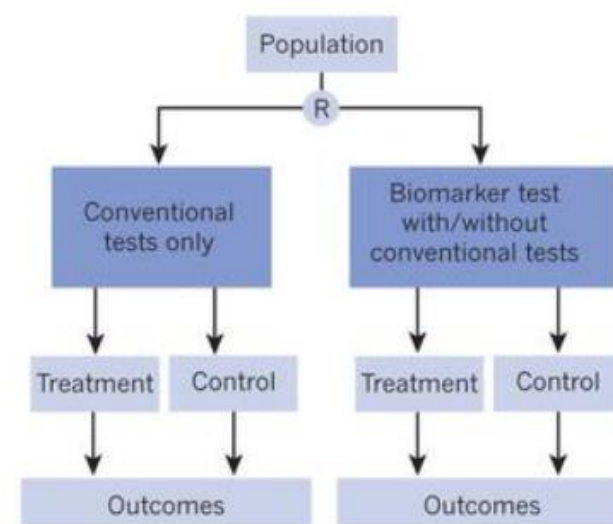 Population
R
Conventional
tests only
Biomarker test
with/without
conventional tests
Treatment
Control
Treatment
Control
Outcomes
Outcomes